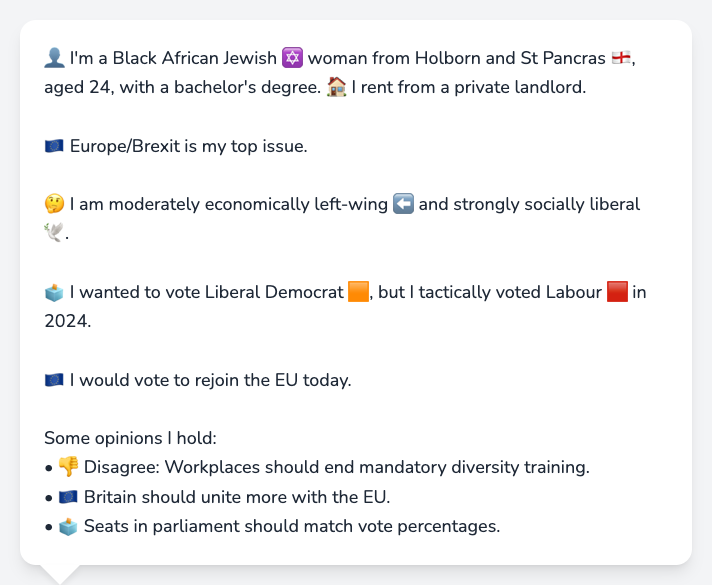 👤 I'm a Black African Jewish ✡️ woman from Holborn and St Pancras 🏴󠁧󠁢󠁥󠁮󠁧󠁿,
aged 24, with a bachelor's degree. 🏠 I rent from a private landlord.
🇪🇺 Europe/Brexit is my top issue.
🤔 I am moderately economically left-wing ⬅️ and strongly socially liberal
🕊️.
🗳️ I wanted to vote Liberal Democrat 🟧, but I tactically voted Labour 🟥 in
2024.
🇪🇺 I would vote to rejoin the EU today.
Some opinions I hold:
• 👎 Disagree: Workplaces should end mandatory diversity training.
• 🇪🇺 Britain should unite more with the EU.
• 🗳️ Seats in parliament should match vote percentages.